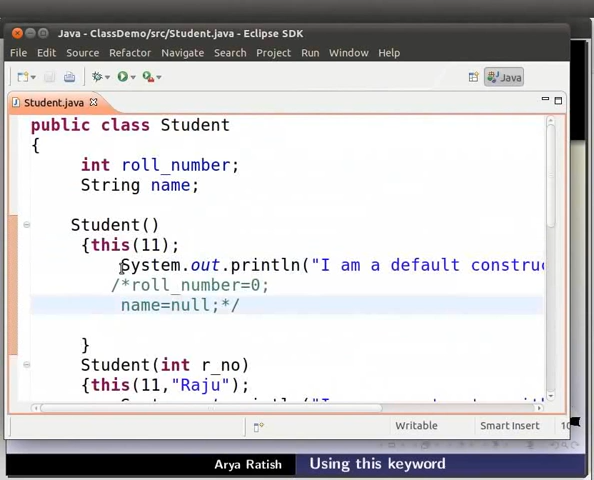 Java - ClassDemo/src/Student.java - Eclipse SDK
File Edit Source Refactor Navigate Search Project Run Window Help
Java
Student.java
public class Student
{
int roll_number;
String name;
Student()
{this(11);
System.out.println("I am a default construc
/*roll_number=0;
name=null;*/
}
Student(int r_no)
{this(11,"Raju");
Writable Smart Insert 10
Arya Ratish Using this keyword